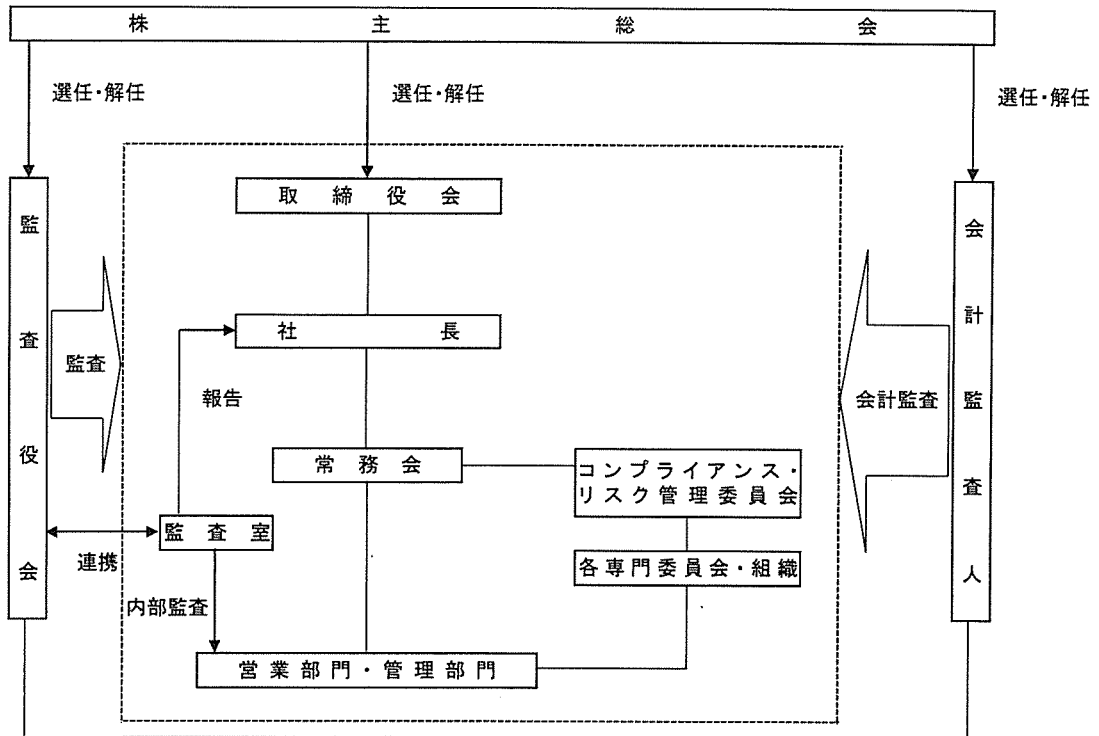 株主総会
選任・解任
選任・解任
選任・解任
取締役会
監査役会
会計監査人
社長
監査
報告
会計監査
常務会
コンプライアンス・
リスク管理委員会
監査室
連携
各専門委員会・組織
内部監査
営業部門・管理部門